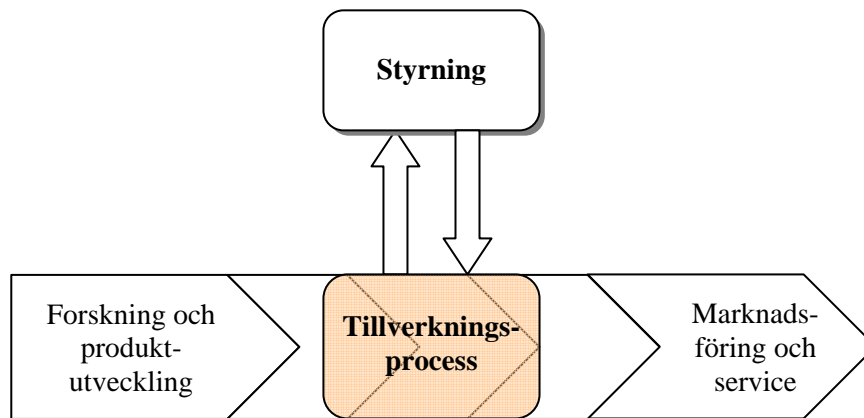 Styrning
Forskning och
produkt-
utveckling
Tillverknings-
process
Marknads-
föring och
service